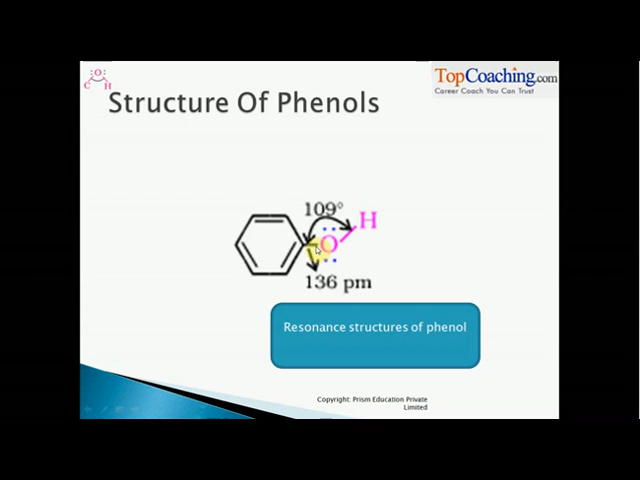 O
C H
TopCoaching.com
Career Coach You Can Trust
Structure Of Phenols
109°
H
O
136 pm
Resonance structures of phenol
Copyright: Prism Education Private
Limited